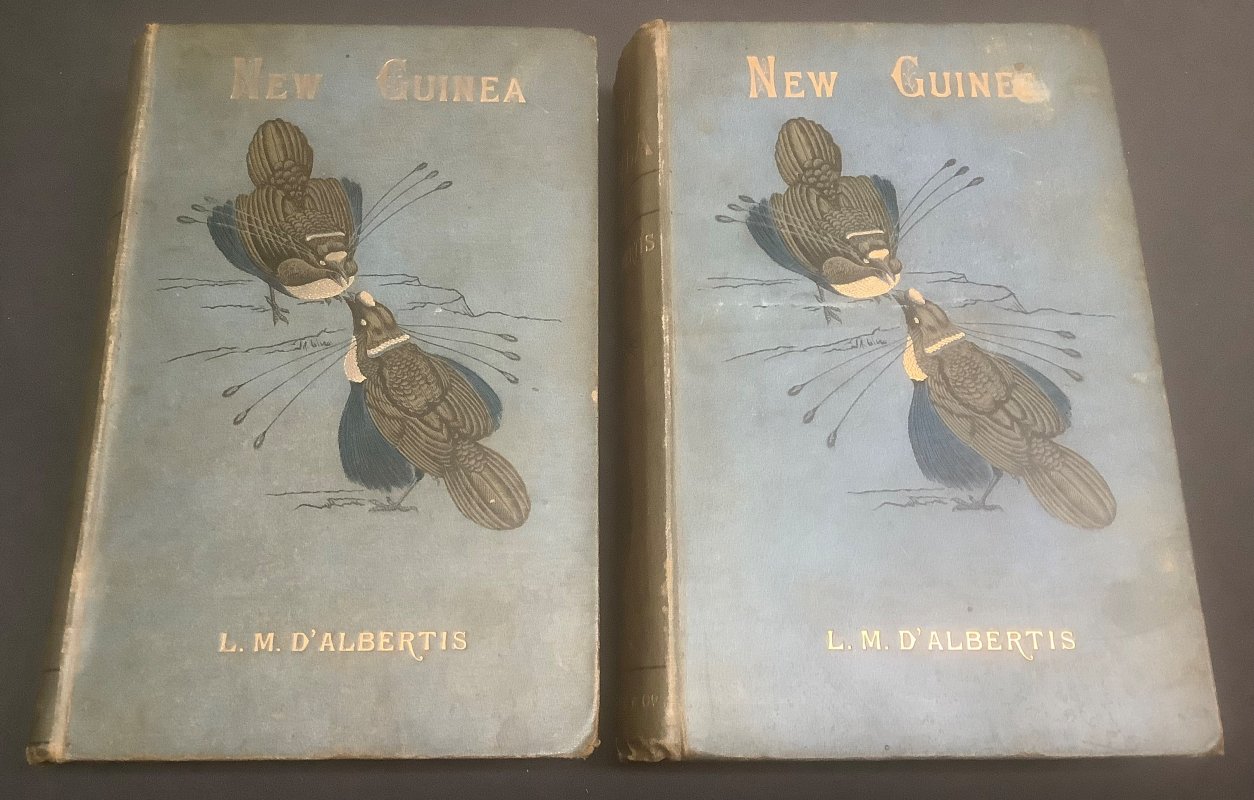 NEW GUINEA
L. M. D'ALBERTIS
NEW GUINE
L. M. D'ALBERTIS